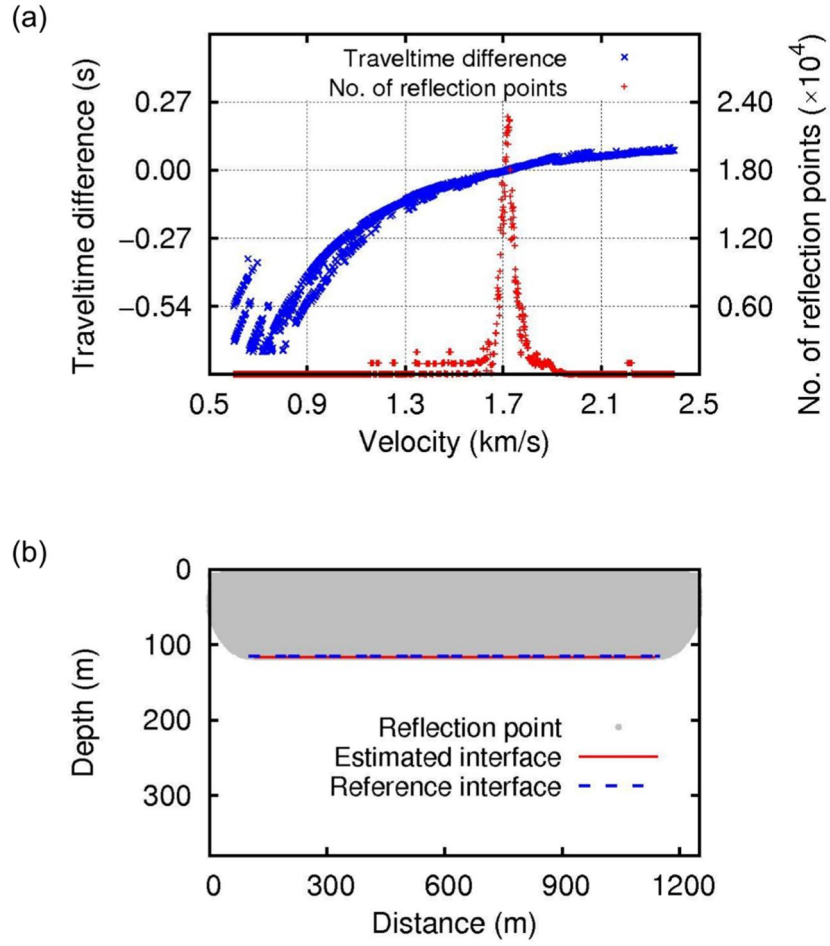 (a)
Traveltime difference (s)
No. of reflection points (×10⁴)
Traveltime difference
No. of reflection points
0.27
0.00
−0.27
−0.54
2.40
1.80
1.20
0.60
0.5 0.9 1.3 1.7 2.1 2.5
Velocity (km/s)
(b)
Depth (m)
0
100
200
300
Reflection point
Estimated interface
Reference interface
0 300 600 900 1200
Distance (m)